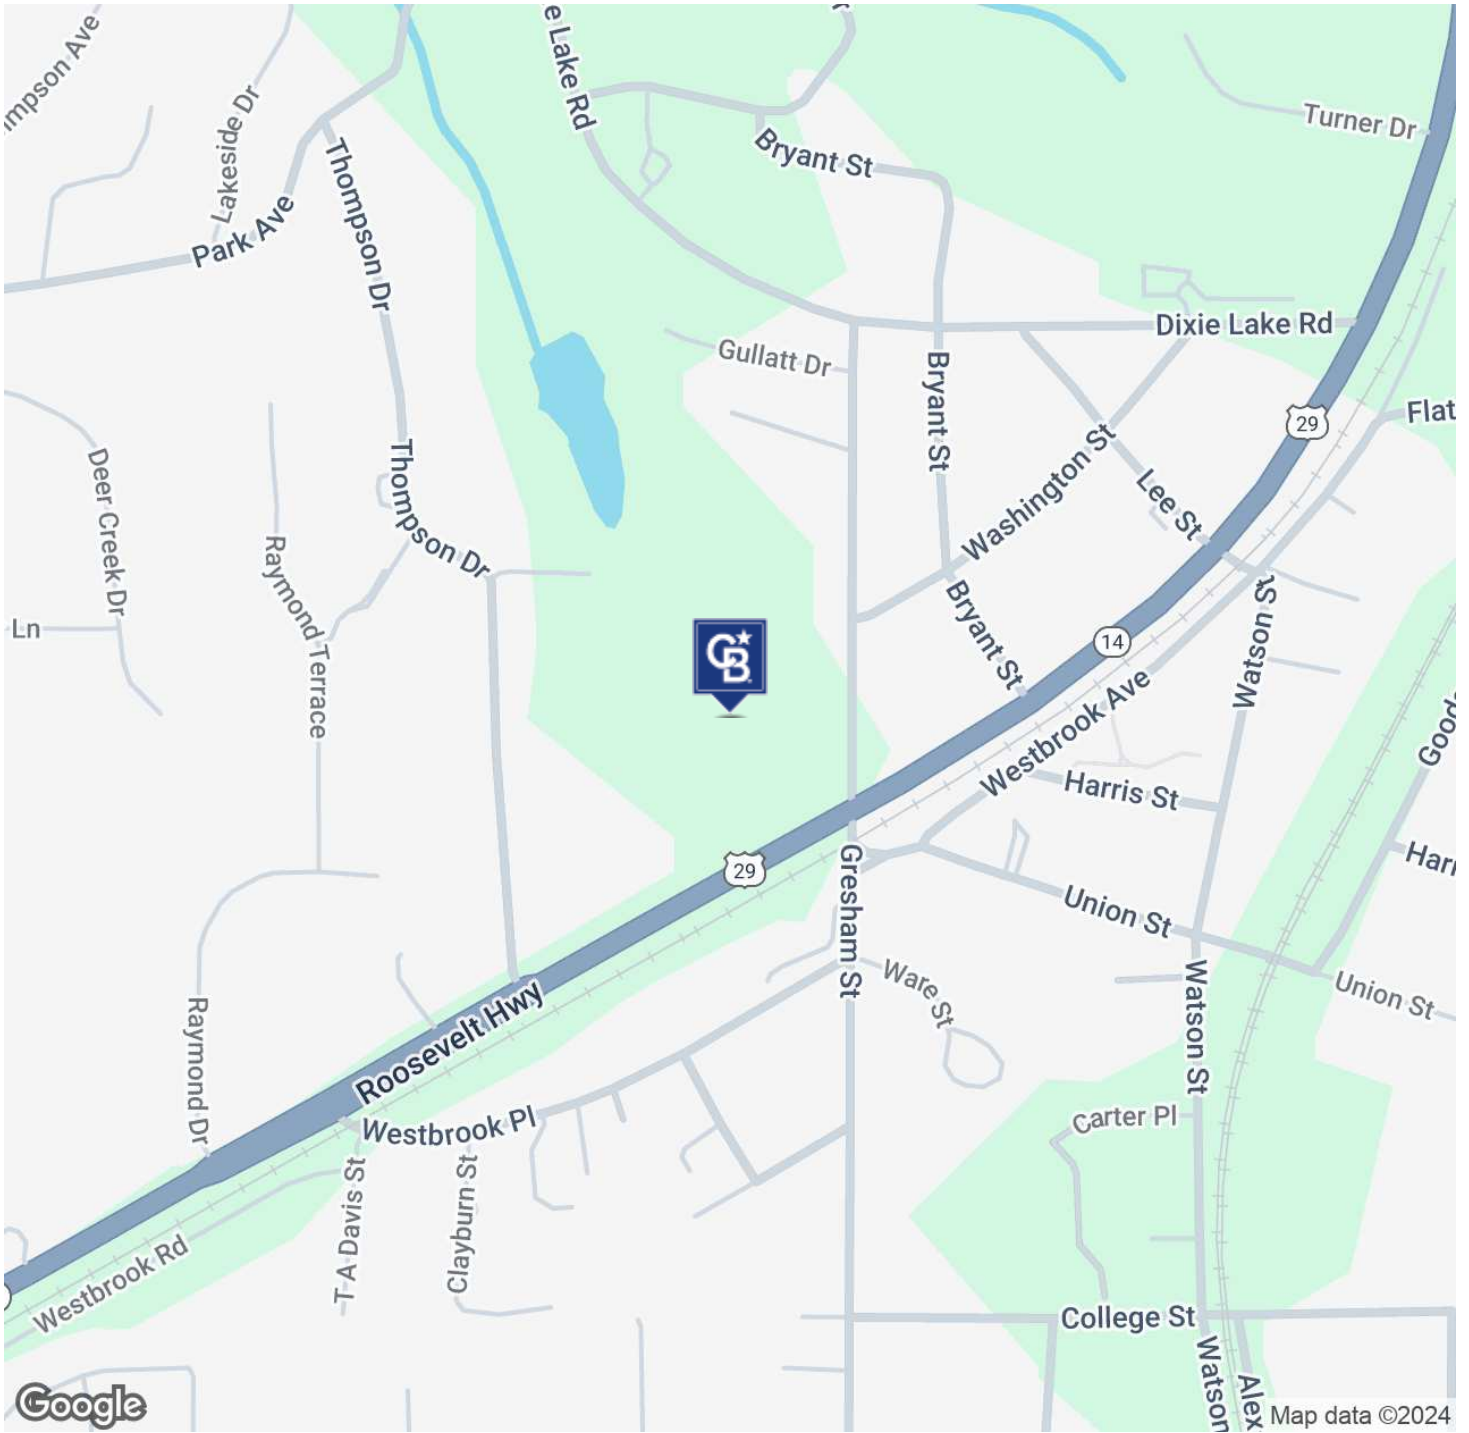 mpson Ave
Lakeside Dr
e Lake Rd
Turner Dr
Bryant St
Thompson Dr
Park Ave
Dixie Lake Rd
Gullatt Dr
Bryant St
29
Flat
Washington St
Lee St
Thompson Dr
Deer Creek Dr
Raymond Terrace
Ln
Bryant St
Watson St
14
CB
Westbrook Ave
Good
Harris St
29
Harr
Gresham St
Union St
Ware St
Watson St
Union St
Roosevelt Hwy
Raymond Dr
Westbrook Pl
Carter Pl
T A Davis St
Clayburn St
Westbrook Rd
College St
Watson
Alex
Google
Map data ©2024